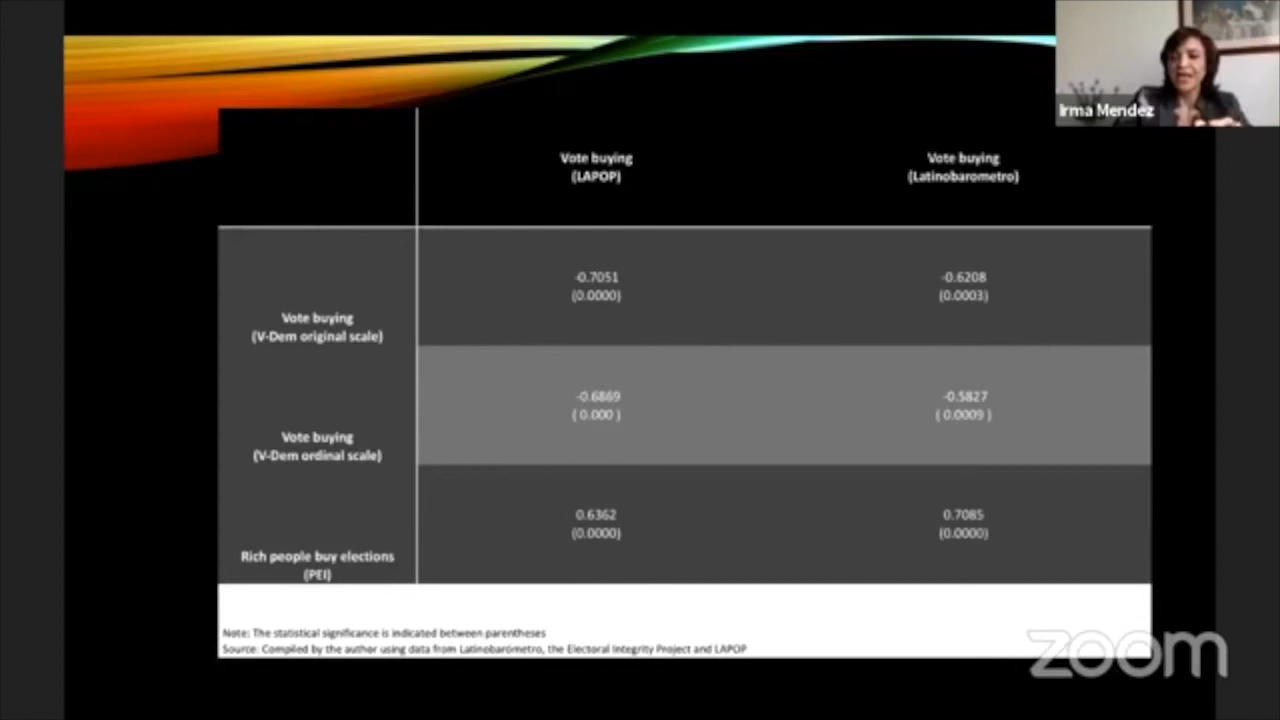 Irma Mendez
Vote buying
(LAPOP)
Vote buying
(Latinobarometro)
Vote buying
(V-Dem original scale)
-0.7051
(0.0000)
-0.6208
(0.0003)
Vote buying
(V-Dem ordinal scale)
-0.6869
( 0.000 )
-0.5827
( 0.0009 )
Rich people buy elections
(PEI)
0.6362
(0.0000)
0.7085
(0.0000)
Note: The statistical significance is indicated between parentheses
Source: Compiled by the author using data from Latinobarómetro, the Electoral Integrity Project and LAPOP
zoom